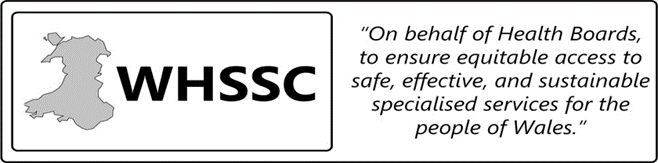 WHSSC
“On behalf of Health Boards,
to ensure equitable access to
safe, effective, and sustainable
specialised services for the
people of Wales.”